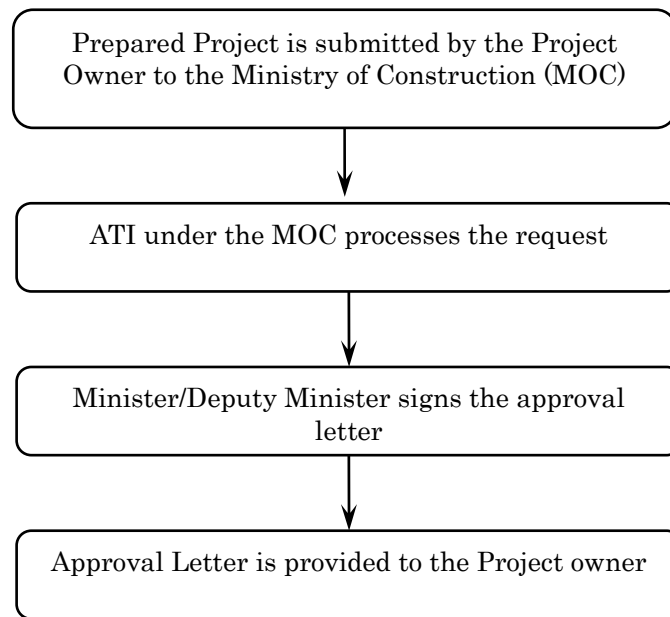 Prepared Project is submitted by the Project
Owner to the Ministry of Construction (MOC)
ATI under the MOC processes the request
Minister/Deputy Minister signs the approval
letter
Approval Letter is provided to the Project owner